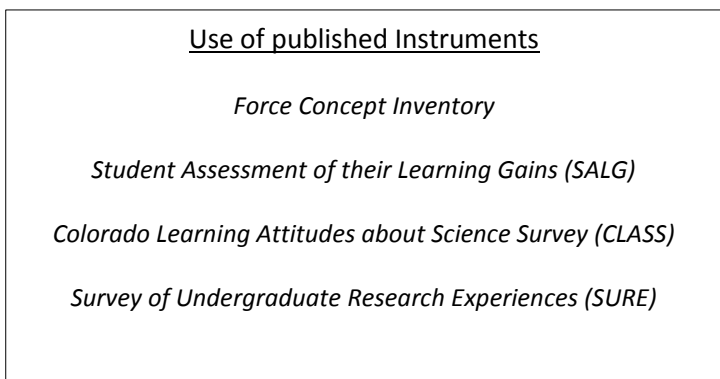 Use of published Instruments
Force Concept Inventory
Student Assessment of their Learning Gains (SALG)
Colorado Learning Attitudes about Science Survey (CLASS)
Survey of Undergraduate Research Experiences (SURE)